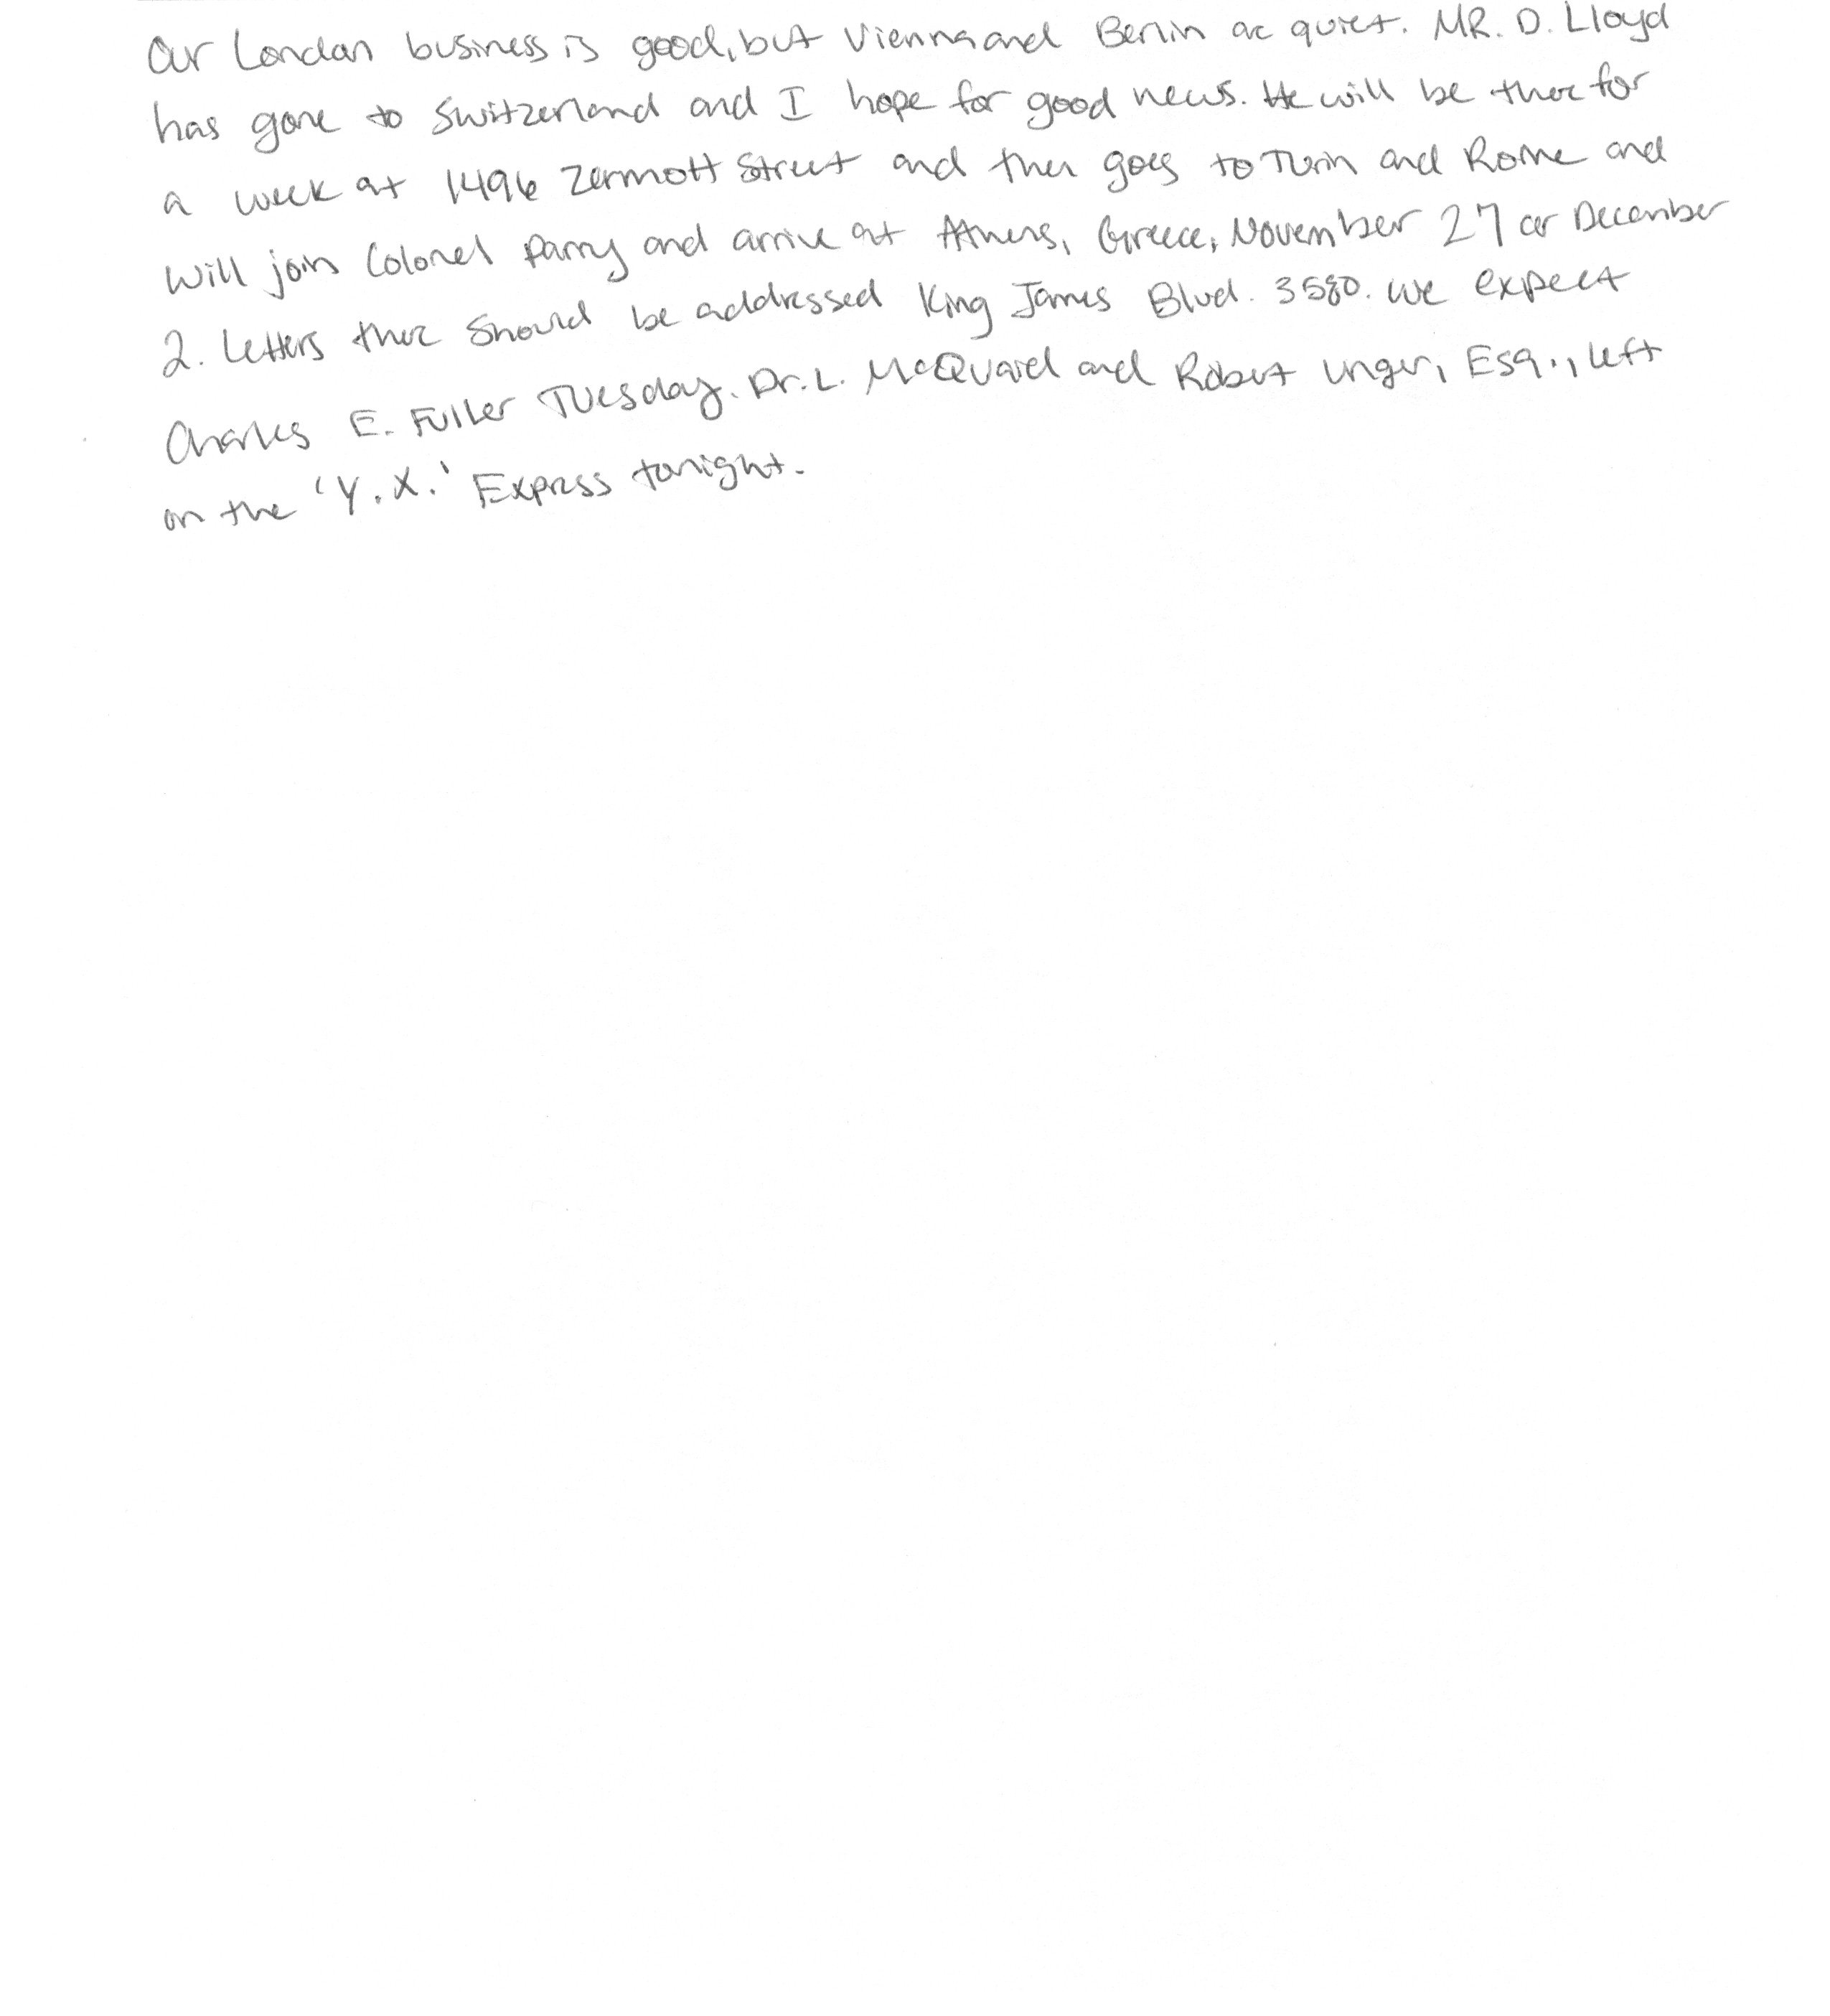 Our London business is good, but Vienna and Berlin are quiet. MR. D. Lloyd
has gone to Switzerland and I hope for good news. He will be there for
a week at 1496 Zermott Street and then goes to Turin and Rome and
will join Colonel Parry and arrive at Athens, Greece, November 27 or December
2. Letters there should be addressed King James Blvd. 3580. We expect
Charles E. Fuller Tuesday. Dr. L. McQuaid and Robert Unger, Esq., left
on the 'Y.X.' Express tonight.